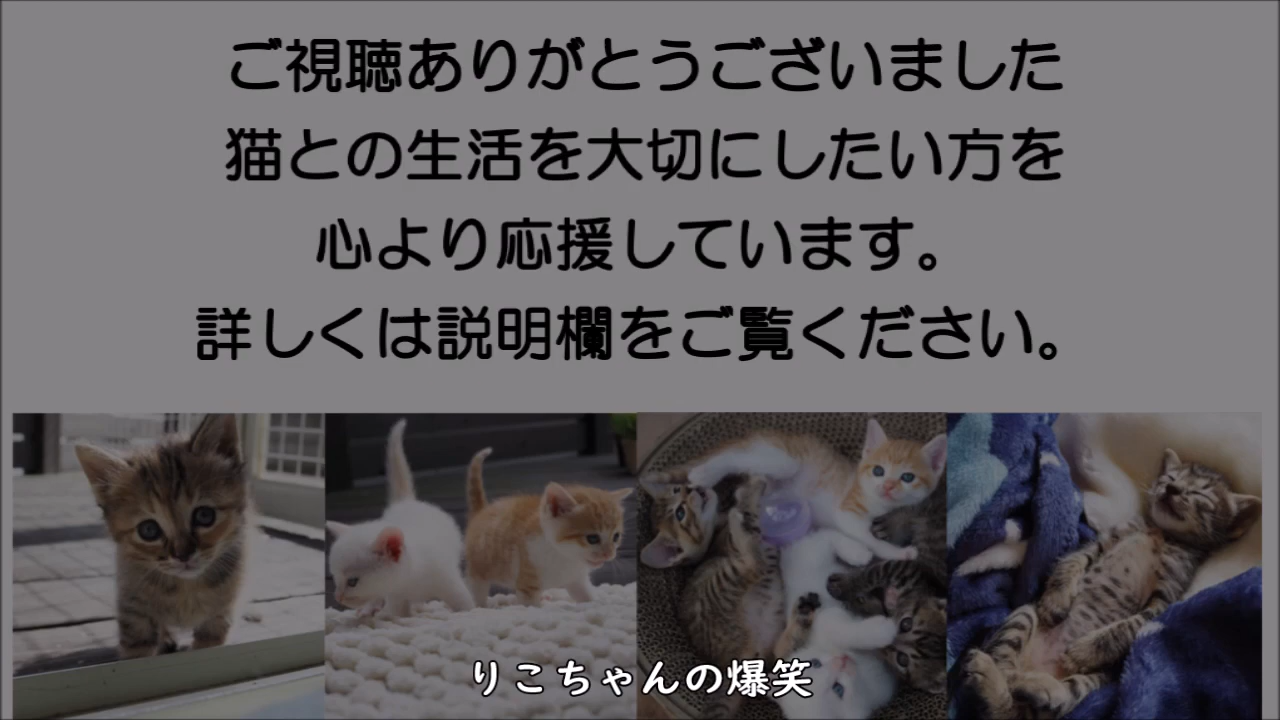 ご視聴ありがとうございました
猫との生活を大切にしたい方を
心より応援しています。
詳しくは説明欄をご覧ください。
りこちゃんの爆笑